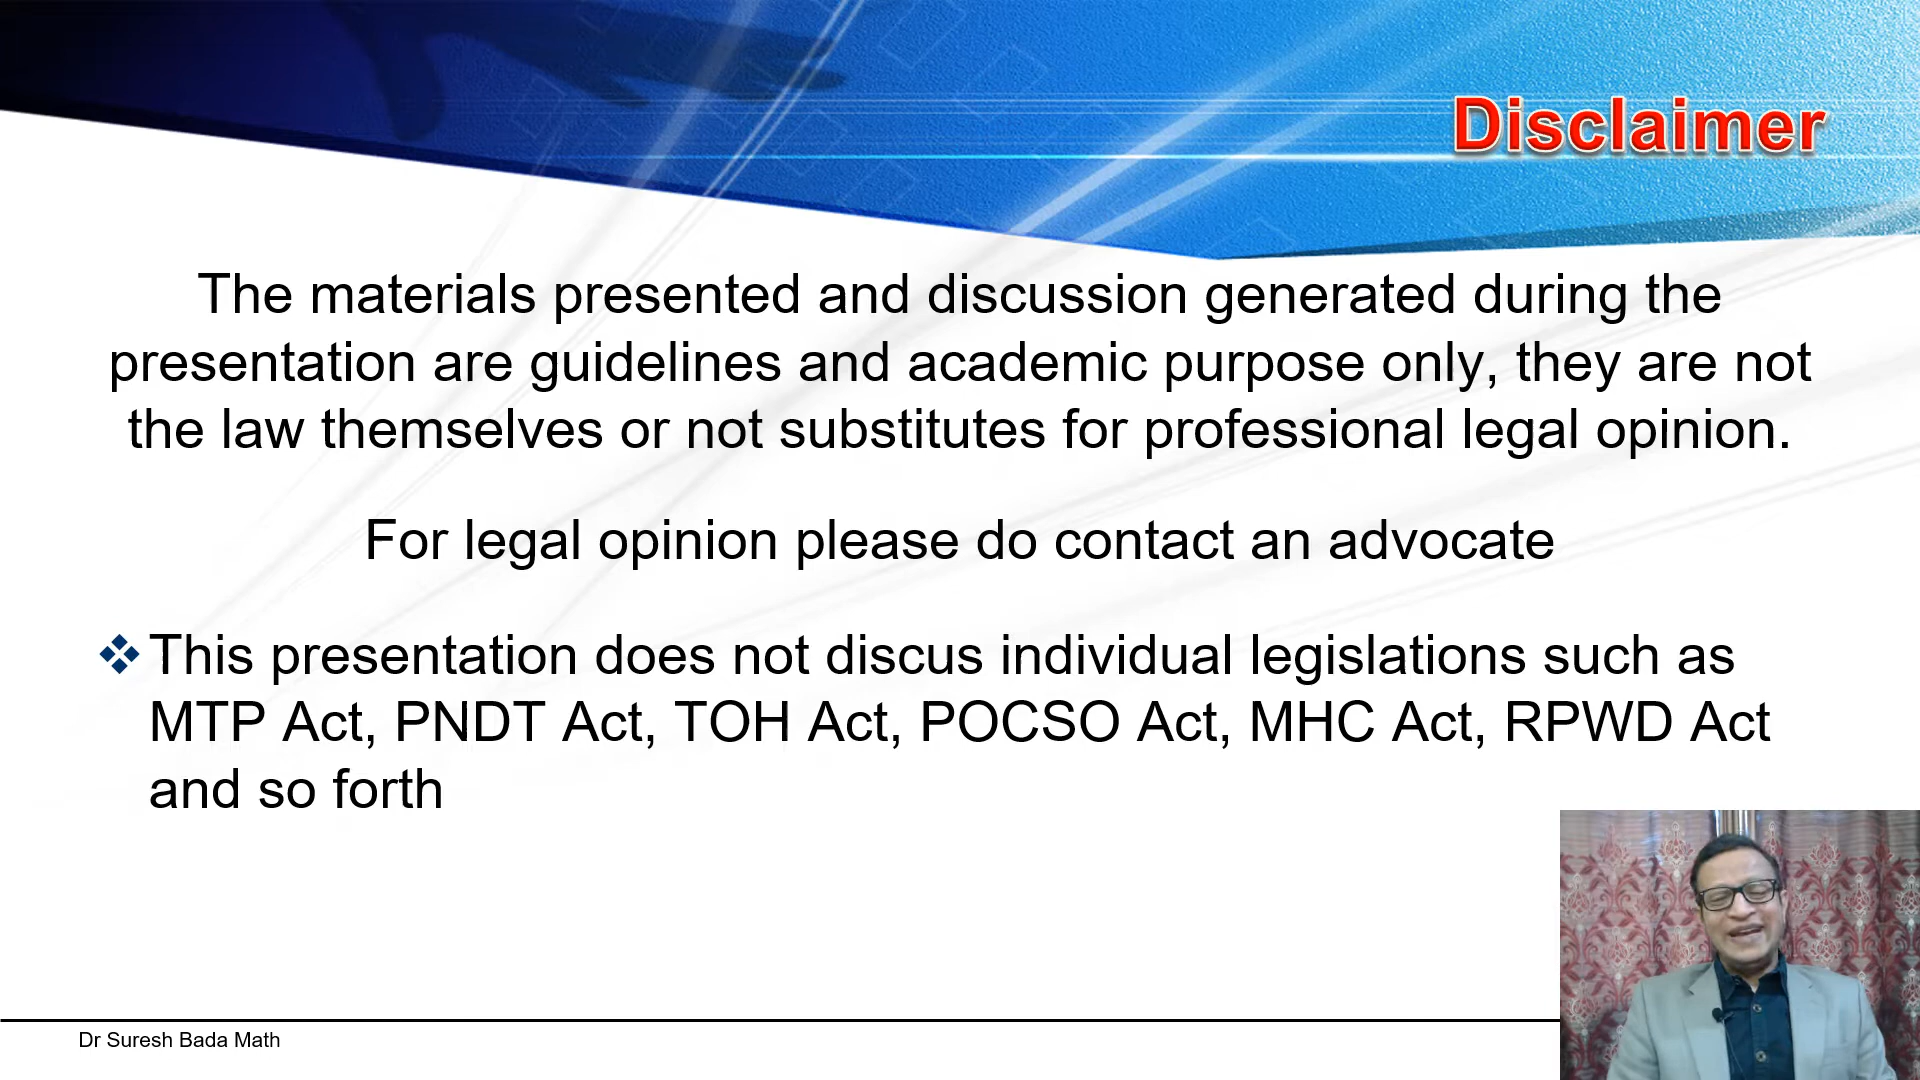 Disclaimer
The materials presented and discussion generated during the
presentation are guidelines and academic purpose only, they are not
the law themselves or not substitutes for professional legal opinion.
For legal opinion please do contact an advocate
This presentation does not discus individual legislations such as
MTP Act, PNDT Act, TOH Act, POCSO Act, MHC Act, RPWD Act
and so forth
Dr Suresh Bada Math